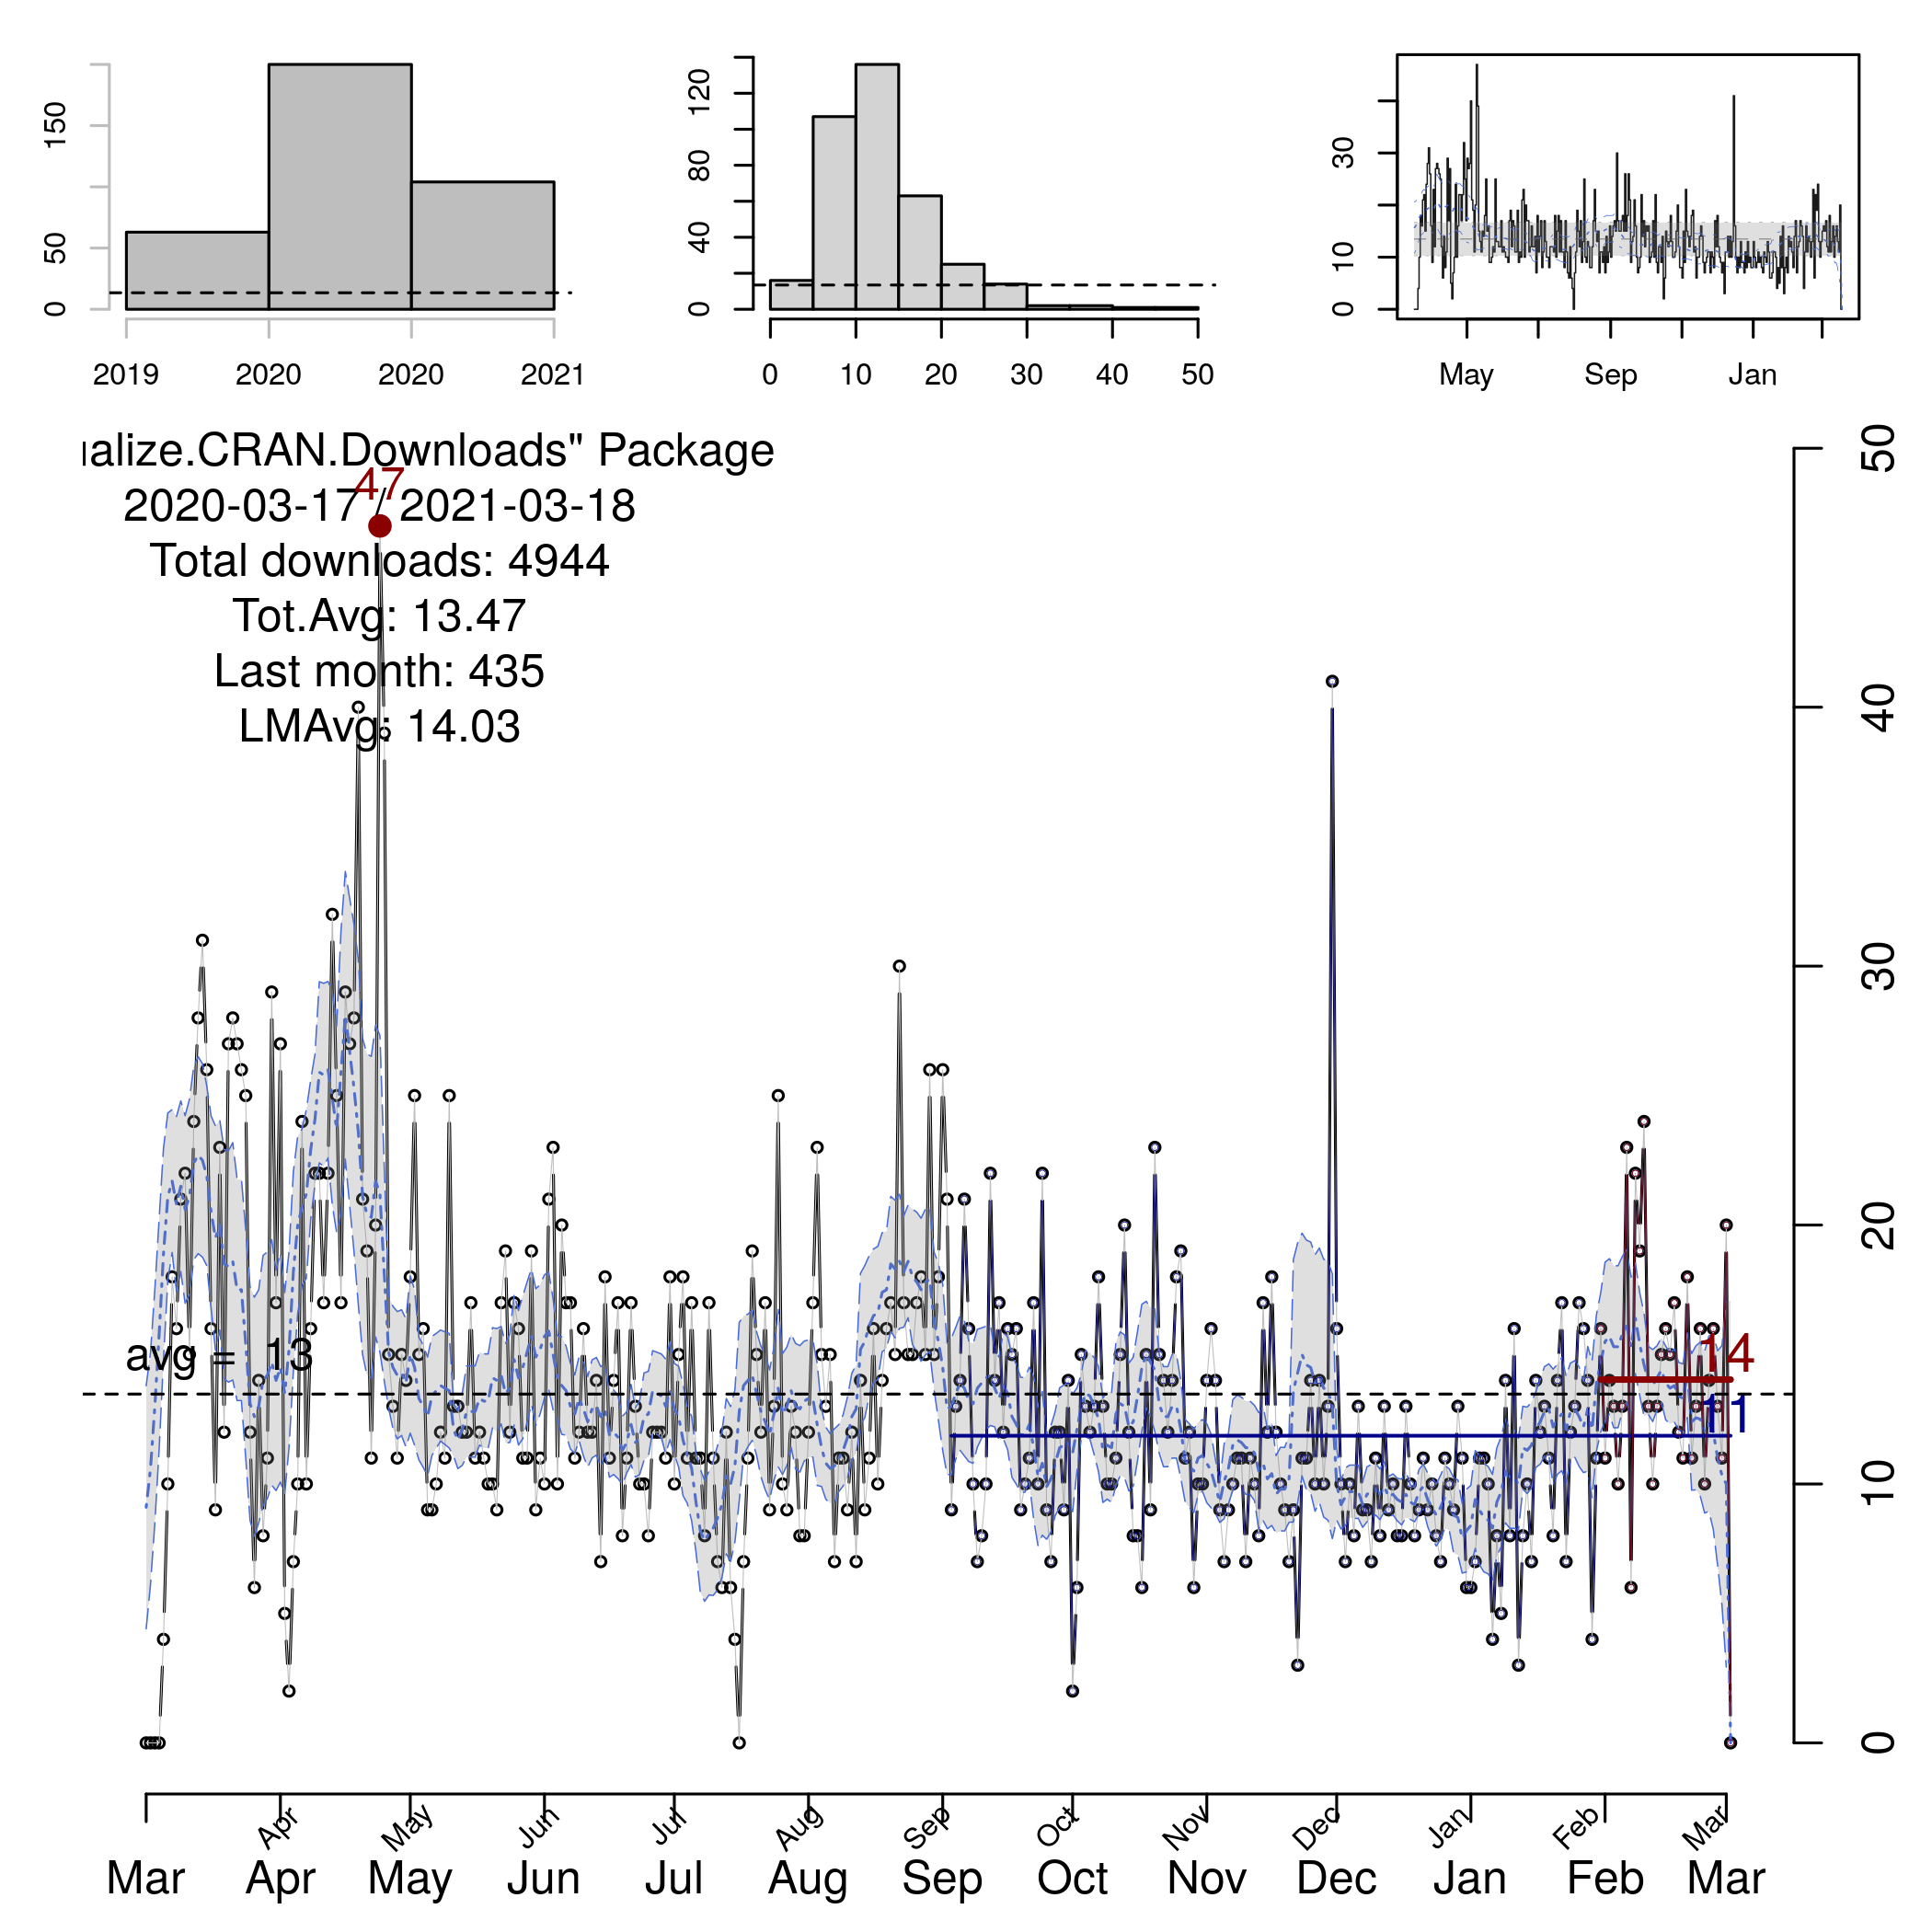 0 50 150
2019 2020 2020 2021
0 40 80 120
0 10 20 30 40 50
0 10 30
May Sep Jan
alize.CRAN.Downloads" Package
47
2020-03-17 / 2021-03-18
Total downloads: 4944
Tot.Avg: 13.47
Last month: 435
LMAvg: 14.03
avg = 13
14
11
0 10 20 30 40 50
Apr May Jun Jul Aug Sep Oct Nov Dec Jan Feb Mar
Mar Apr May Jun Jul Aug Sep Oct Nov Dec Jan Feb Mar